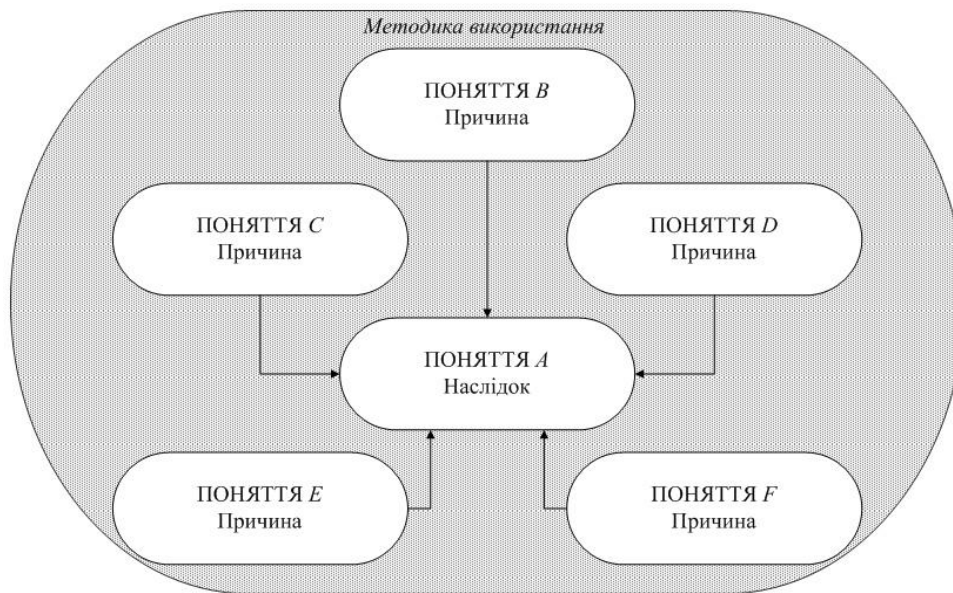 Методика використання
ПОНЯТТЯ B
Причина
ПОНЯТТЯ C
Причина
ПОНЯТТЯ D
Причина
ПОНЯТТЯ A
Наслідок
ПОНЯТТЯ E
Причина
ПОНЯТТЯ F
Причина